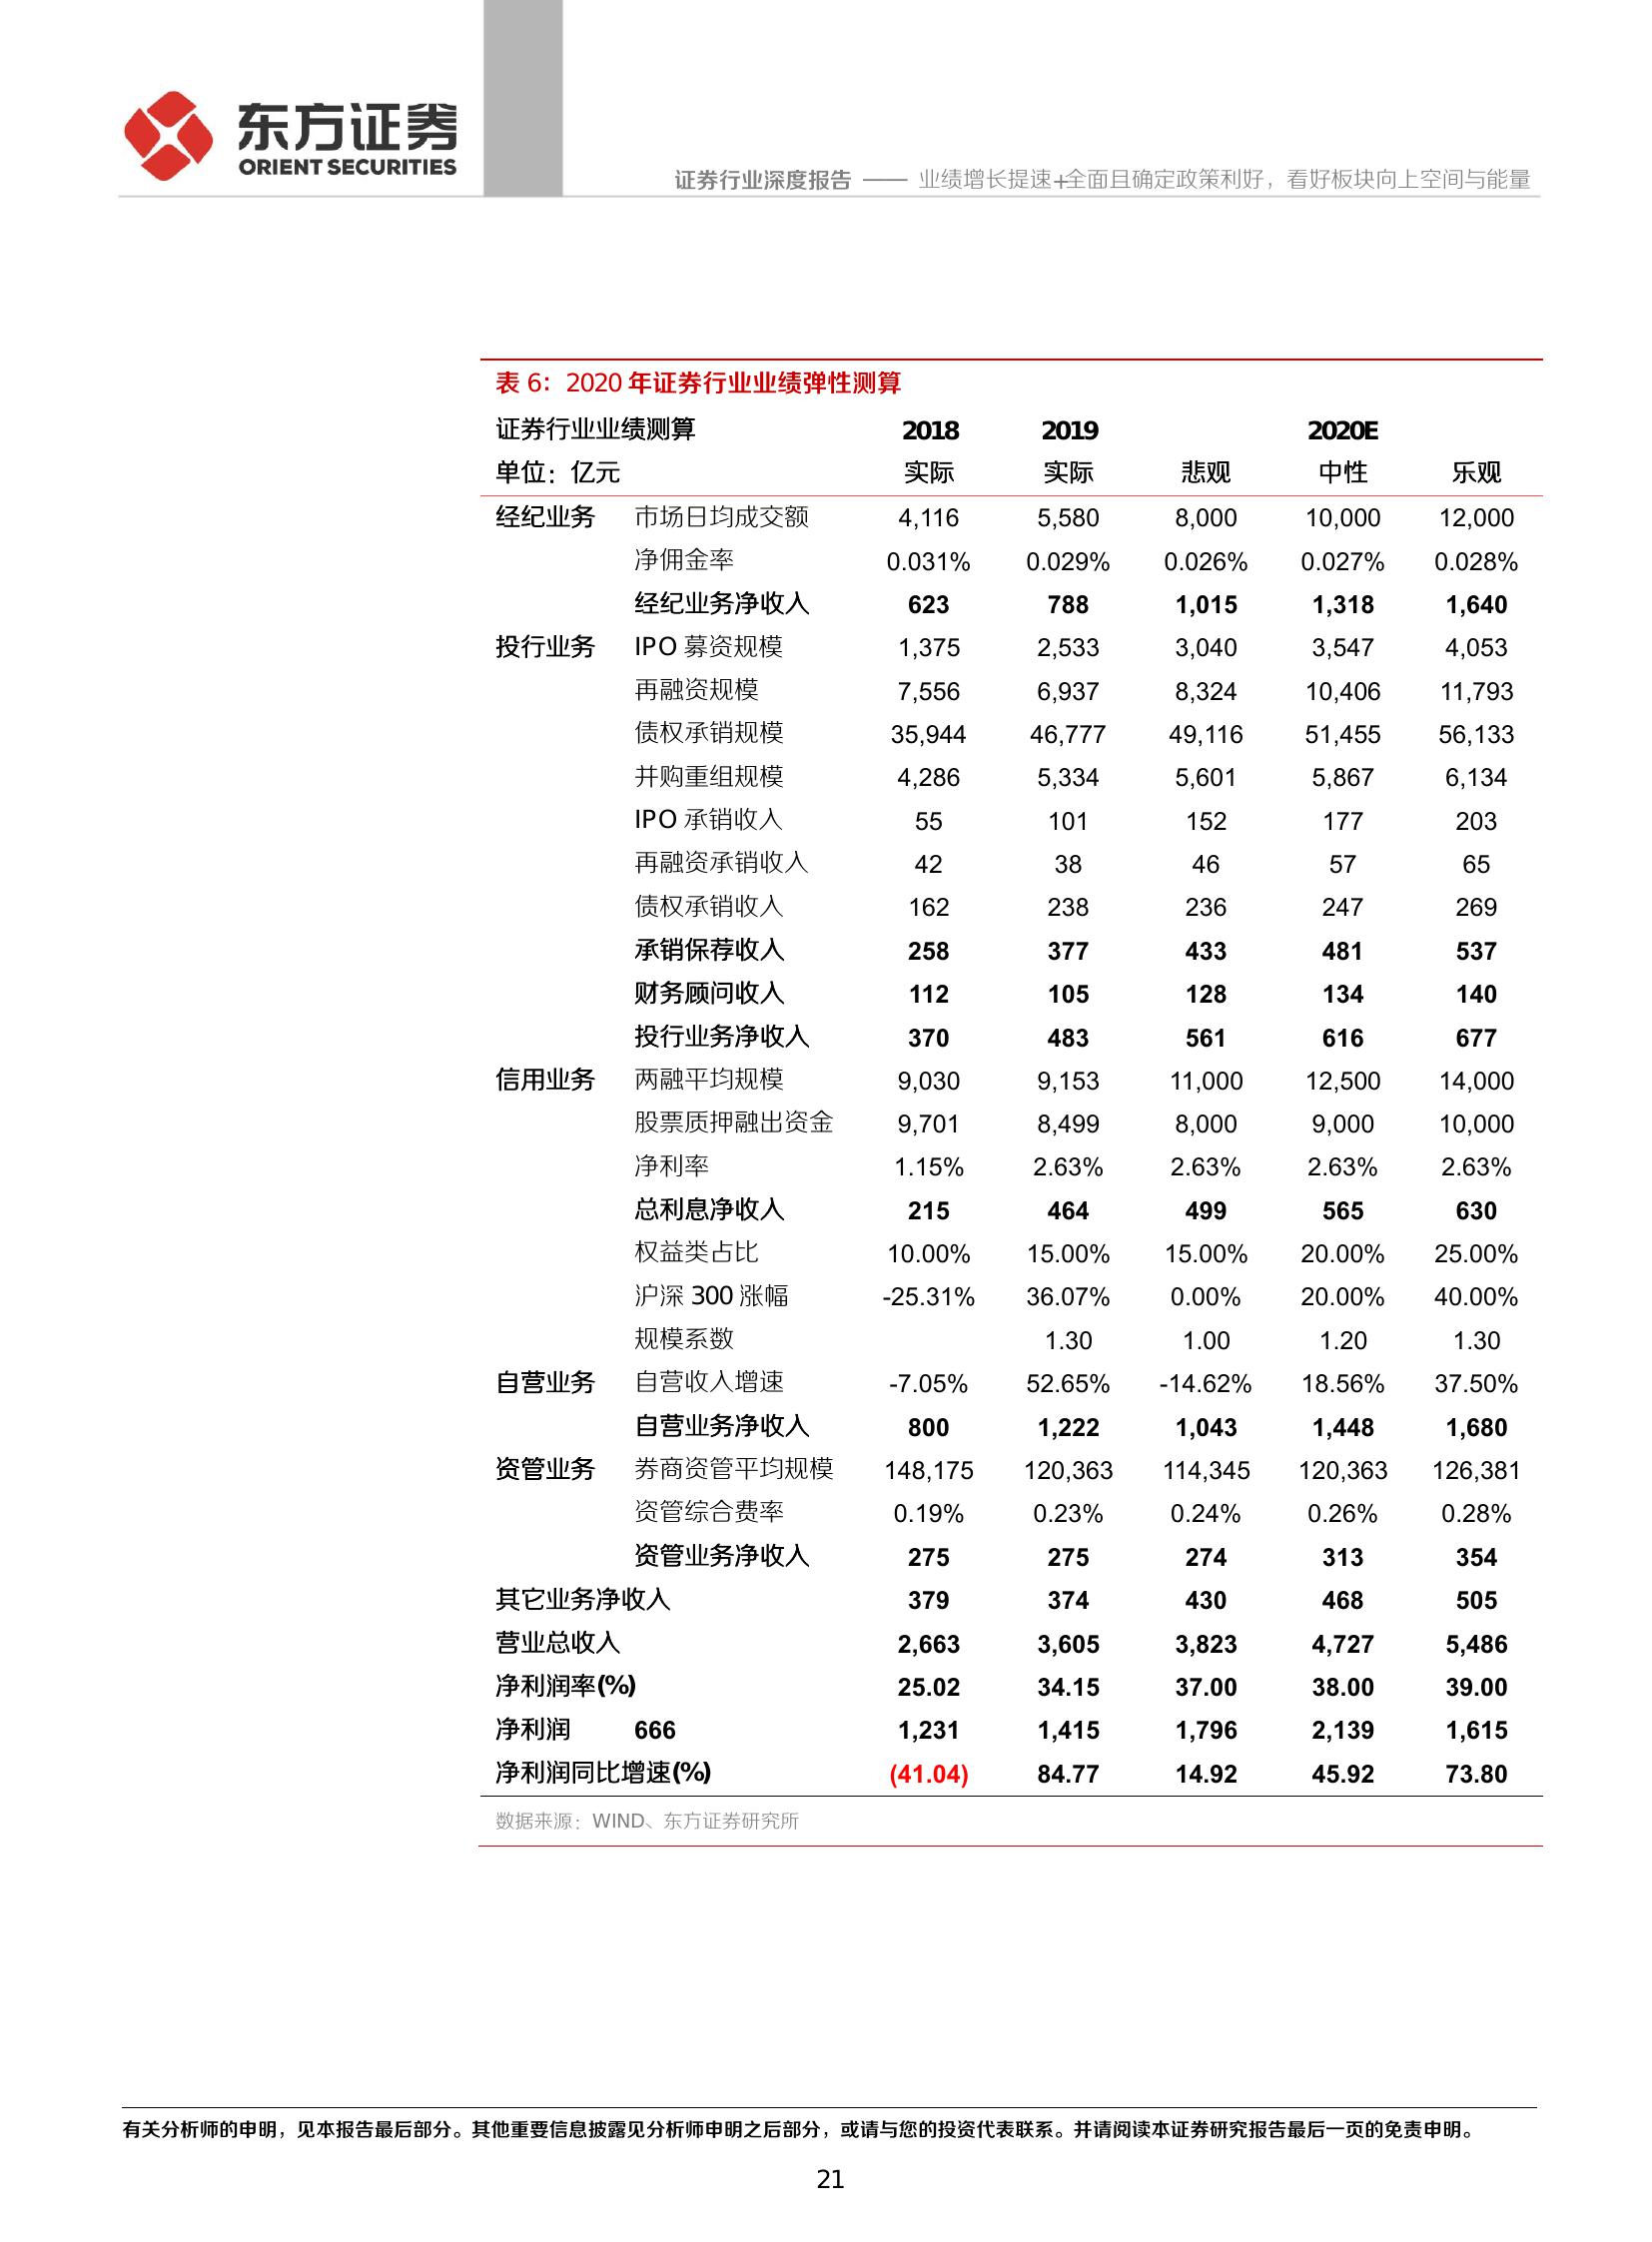 东方证券
ORIENT SECURITIES
证券行业深度报告 —— 业绩增长提速+全面且确定政策利好，看好板块向上空间与能量
表 6：2020 年证券行业业绩弹性测算
证券行业业绩测算 2018 2019 2020E
单位：亿元 实际 实际 悲观 中性 乐观
经纪业务 市场日均成交额 4,116 5,580 8,000 10,000 12,000
净佣金率 0.031% 0.029% 0.026% 0.027% 0.028%
经纪业务净收入 623 788 1,015 1,318 1,640
投行业务 IPO 募资规模 1,375 2,533 3,040 3,547 4,053
再融资规模 7,556 6,937 8,324 10,406 11,793
债权承销规模 35,944 46,777 49,116 51,455 56,133
并购重组规模 4,286 5,334 5,601 5,867 6,134
IPO 承销收入 55 101 152 177 203
再融资承销收入 42 38 46 57 65
债权承销收入 162 238 236 247 269
承销保荐收入 258 377 433 481 537
财务顾问收入 112 105 128 134 140
投行业务净收入 370 483 561 616 677
信用业务 两融平均规模 9,030 9,153 11,000 12,500 14,000
股票质押融出资金 9,701 8,499 8,000 9,000 10,000
净利率 1.15% 2.63% 2.63% 2.63% 2.63%
总利息净收入 215 464 499 565 630
权益类占比 10.00% 15.00% 15.00% 20.00% 25.00%
沪深 300 涨幅 -25.31% 36.07% 0.00% 20.00% 40.00%
规模系数 1.30 1.00 1.20 1.30
自营业务 自营收入增速 -7.05% 52.65% -14.62% 18.56% 37.50%
自营业务净收入 800 1,222 1,043 1,448 1,680
资管业务 券商资管平均规模 148,175 120,363 114,345 120,363 126,381
资管综合费率 0.19% 0.23% 0.24% 0.26% 0.28%
资管业务净收入 275 275 274 313 354
其它业务净收入 379 374 430 468 505
营业总收入 2,663 3,605 3,823 4,727 5,486
净利润率(%) 25.02 34.15 37.00 38.00 39.00
净利润 666 1,231 1,415 1,796 2,139 1,615
净利润同比增速(%) (41.04) 84.77 14.92 45.92 73.80
数据来源：WIND、东方证券研究所
有关分析师的申明，见本报告最后部分。其他重要信息披露见分析师申明之后部分，或请与您的投资代表联系。并请阅读本证券研究报告最后一页的免责申明。
21